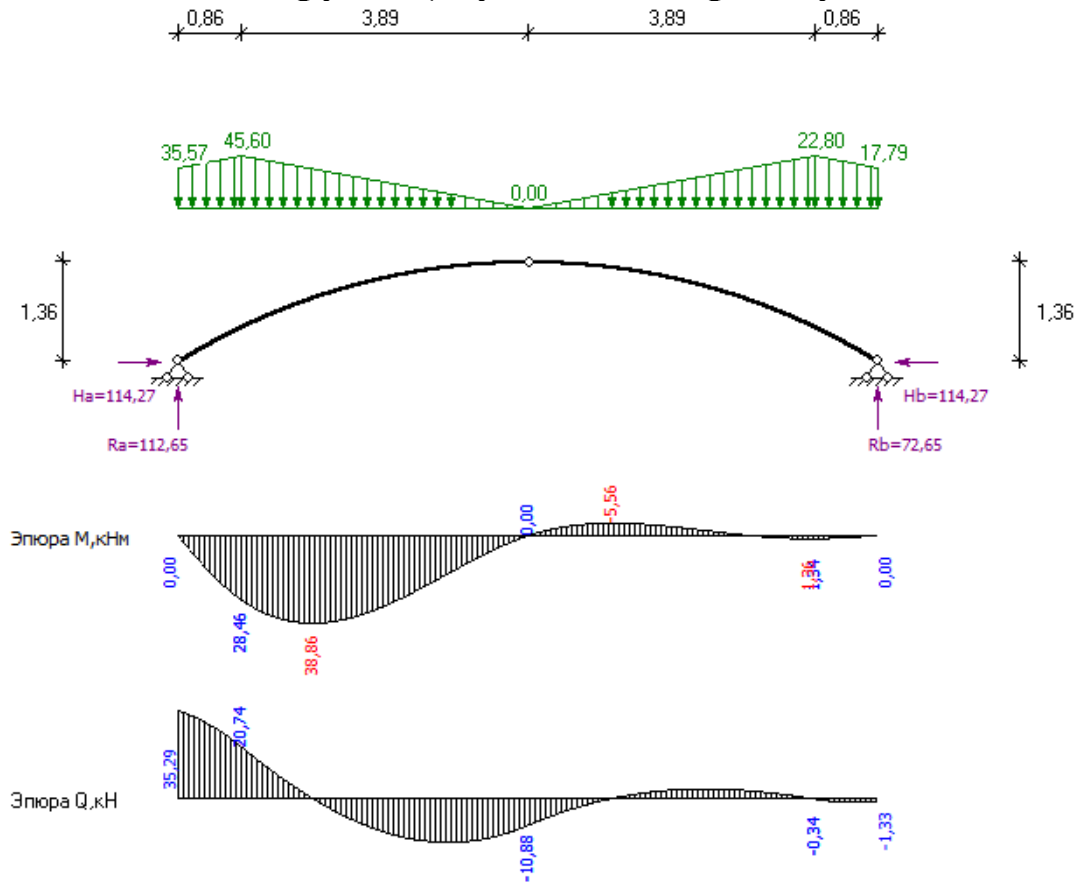 0,86 3,89 3,89 0,86
35,57 45,60 0,00 22,80 17,79
1,36 1,36
Ha=114,27 Hb=114,27
Ra=112,65 Rb=72,65
Эпюра М,кНм
0,00 28,46 38,86 0,00 -5,56 1,36 1,34 0,00
Эпюра Q,кН
35,29 20,74 -10,88 -0,34 -1,33